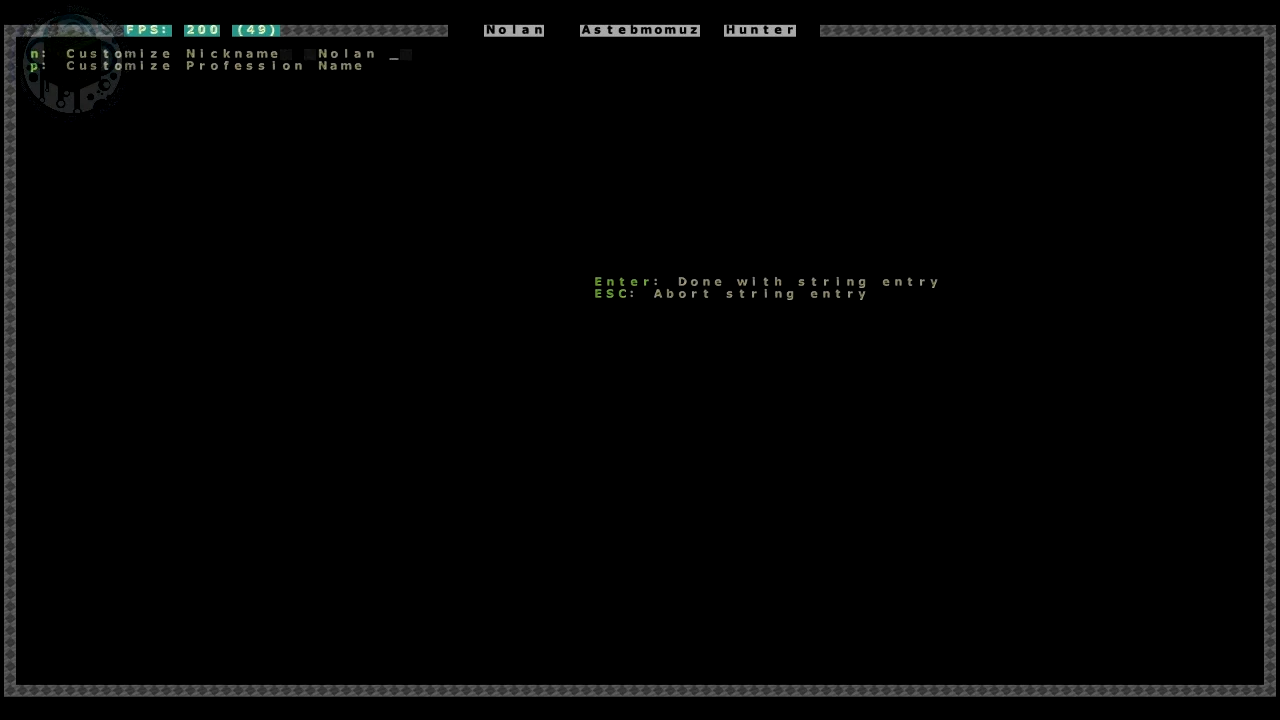 FPS: 200 (49) Nolan Astebmomuz Hunter
n: Customize Nickname Nolan _
p: Customize Profession Name
Enter: Done with string entry
ESC: Abort string entry